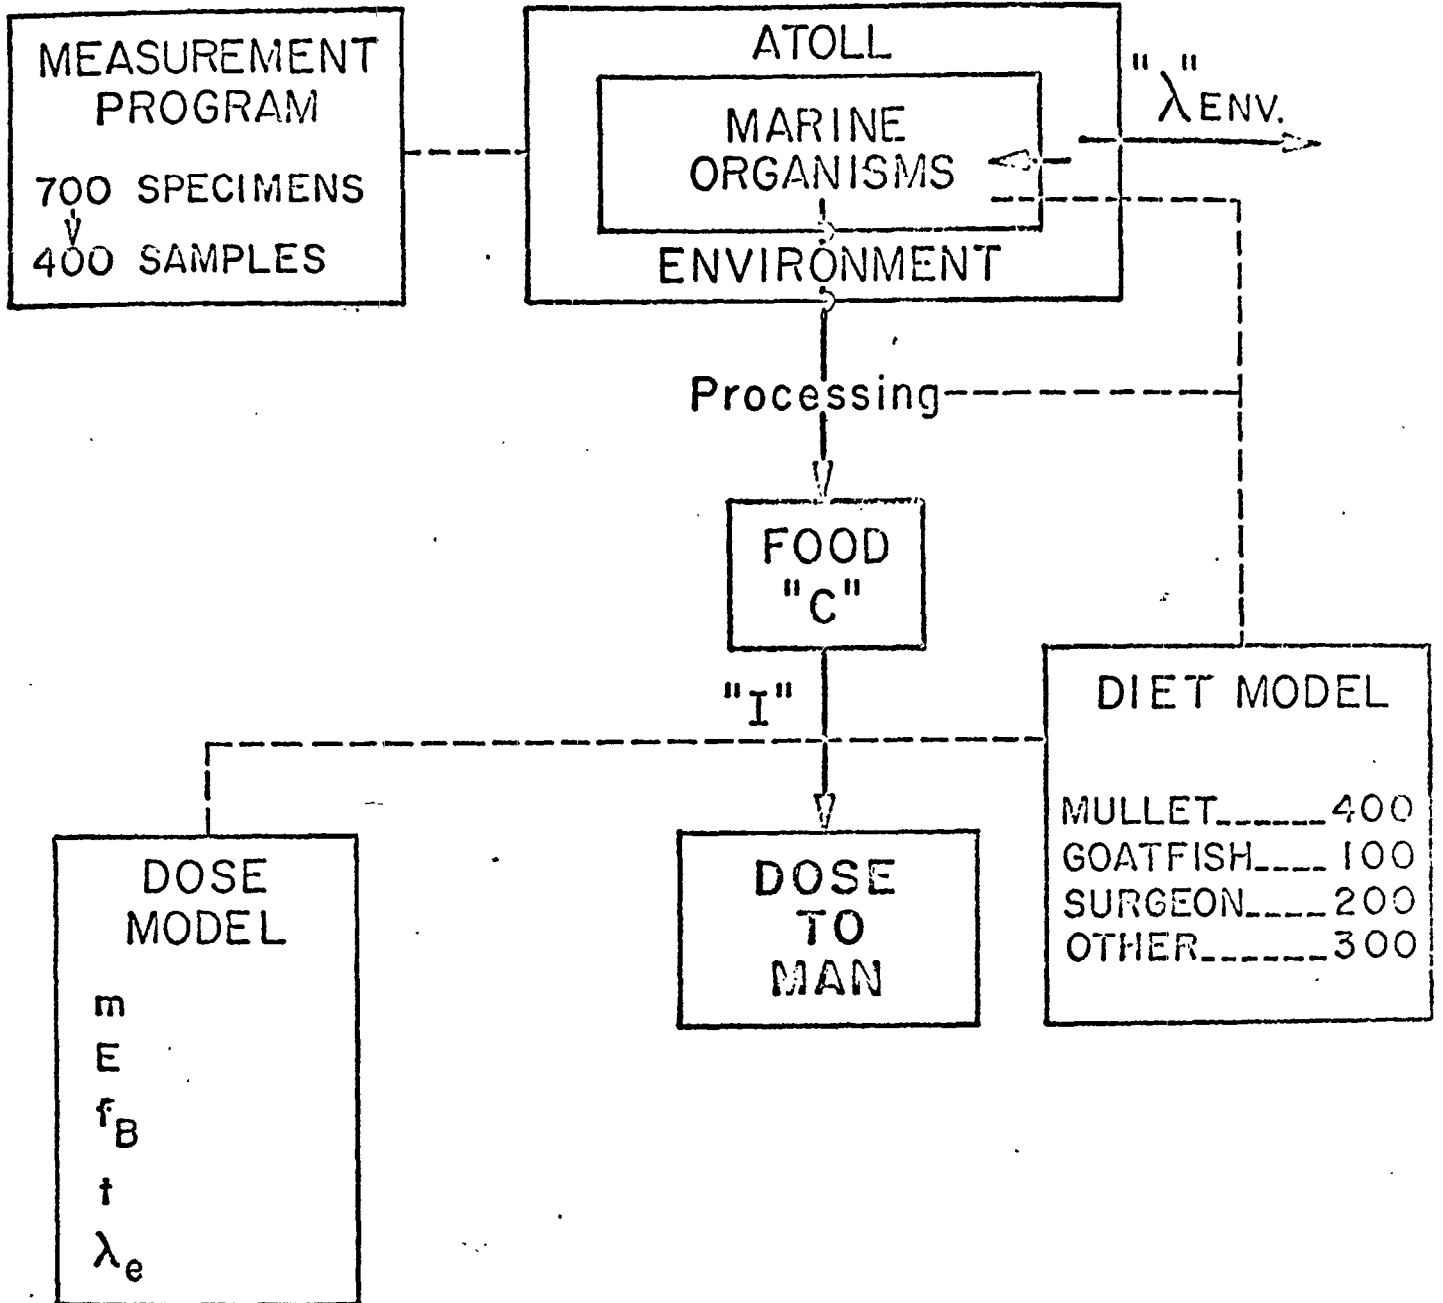 MEASUREMENT
PROGRAM
700 SPECIMENS
400 SAMPLES
ATOLL
MARINE
ORGANISMS
ENVIRONMENT
"λ" ENV.
Processing
FOOD
"C"
"I"
DIET MODEL
MULLET______400
GOATFISH____100
SURGEON____200
OTHER______300
DOSE
MODEL
m
E
fB
t
λe
DOSE
TO
MAN